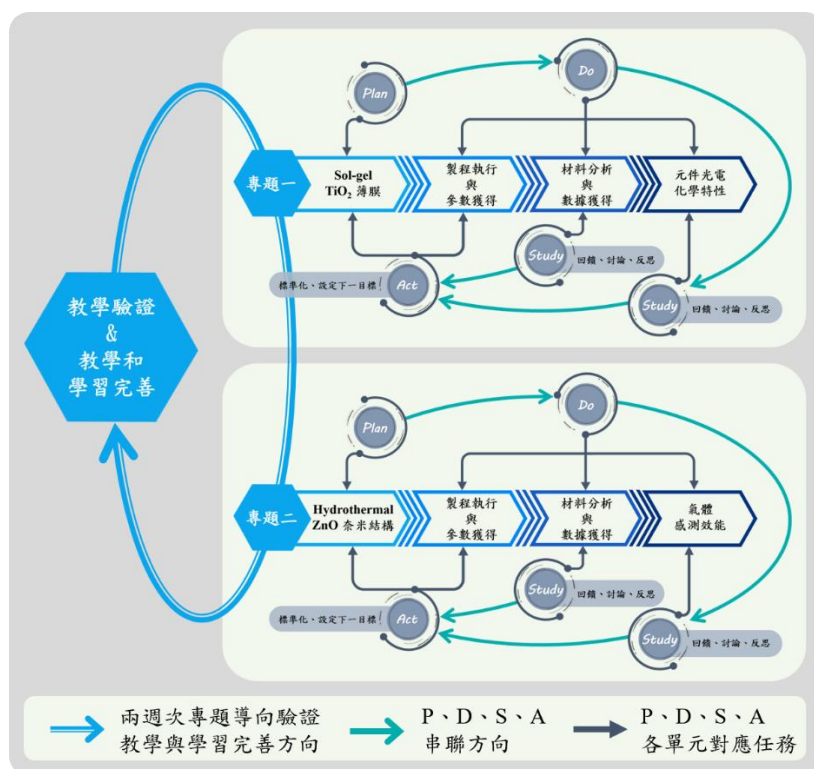 Plan
Do
專題一
Sol-gel
TiO₂ 薄膜
製程執行
與
參數獲得
材料分析
與
數據獲得
元件光電
化學特性
Study
回饋、討論、反思
標準化、設定下一目標
Act
Study
回饋、討論、反思
教學驗證
&
教學和
學習完善
Plan
Do
專題二
Hydrothermal
ZnO 奈米結構
製程執行
與
參數獲得
材料分析
與
數據獲得
氣體
感測效能
Study
回饋、討論、反思
標準化、設定下一目標
Act
Study
回饋、討論、反思
兩週次專題導向驗證
教學與學習完善方向
P、D、S、A
串聯方向
P、D、S、A
各單元對應任務